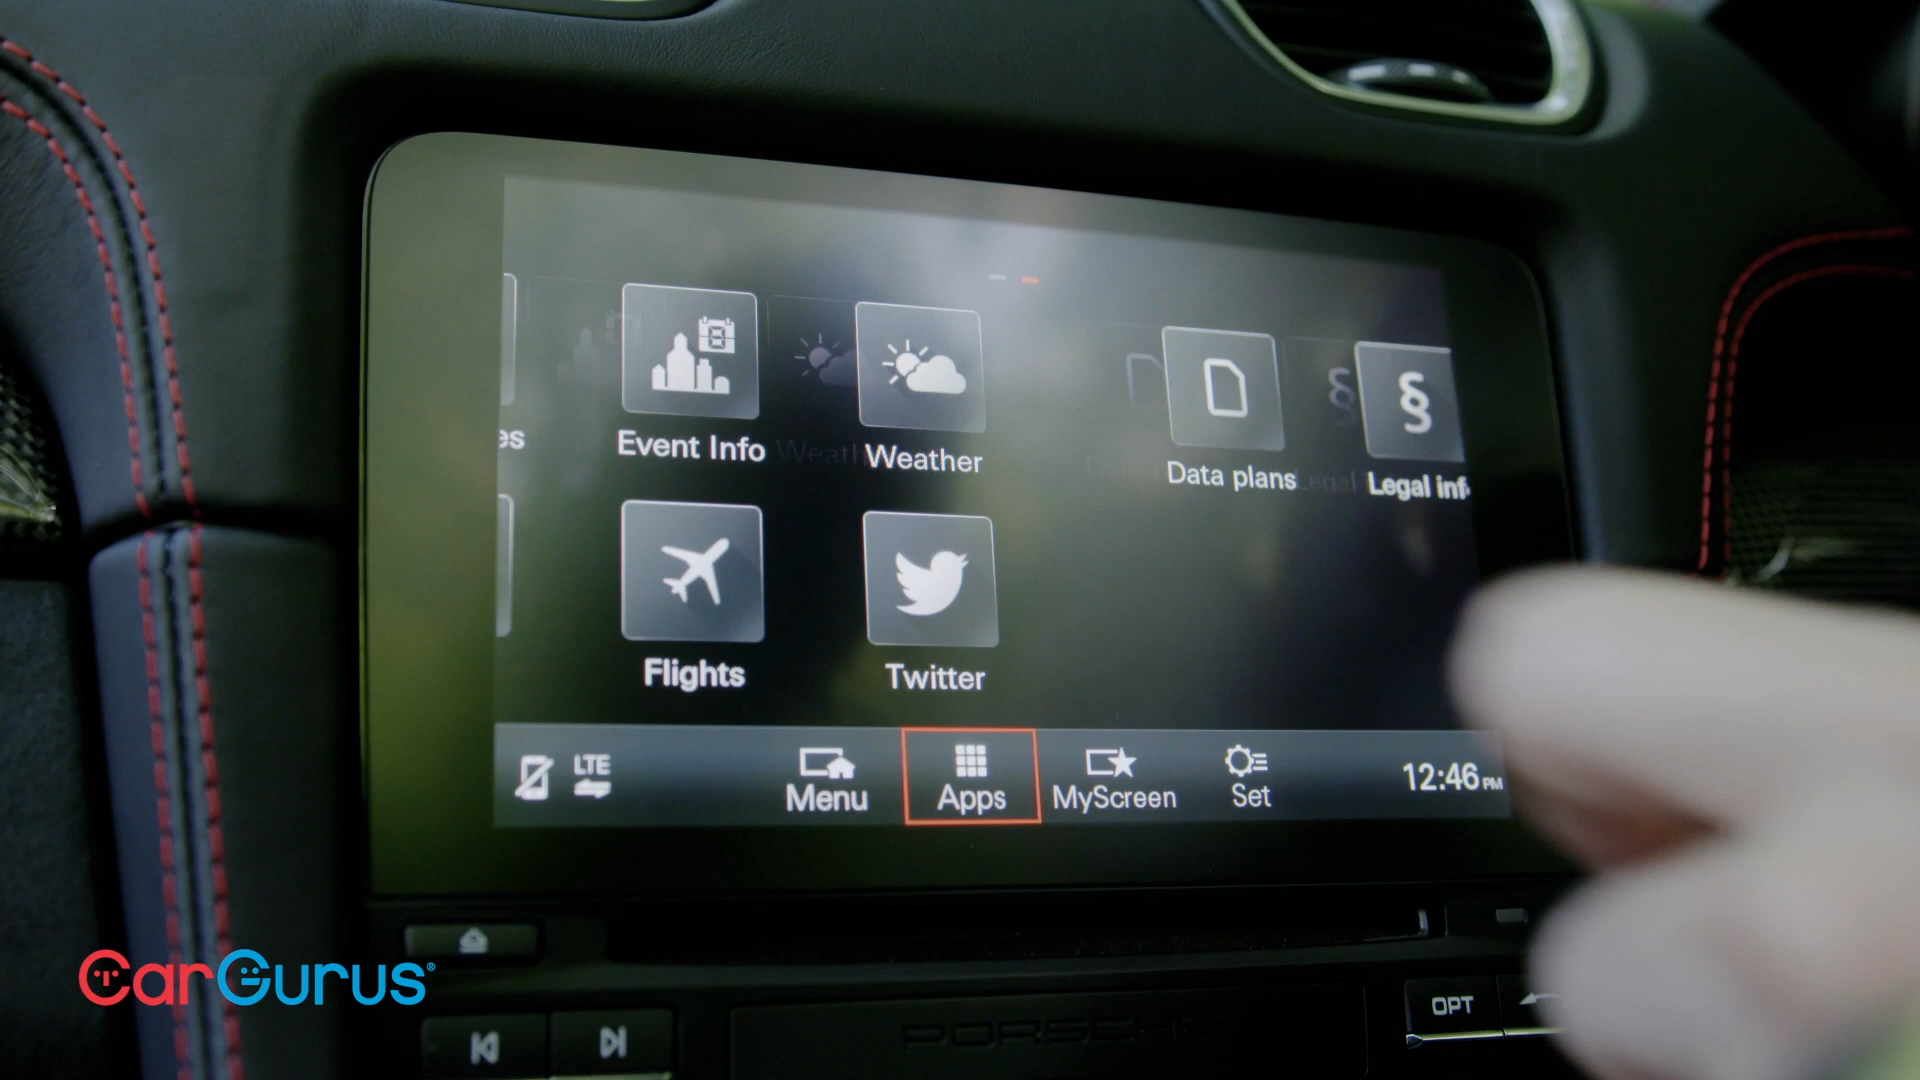 es
Event Info
Weather
Data plans
Legal inf
Flights
Twitter
LTE
Menu
Apps
MyScreen
Set
12:46 PM
CarGurus®
OPT
PORSCHE